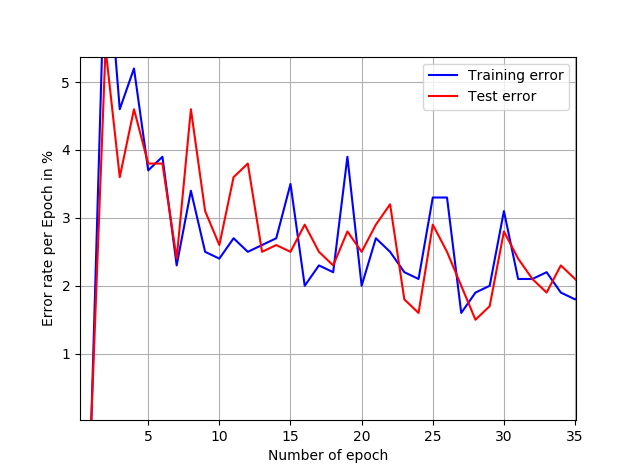 Training error
Test error
5
4
3
2
1
Error rate per Epoch in %
5 10 15 20 25 30 35
Number of epoch